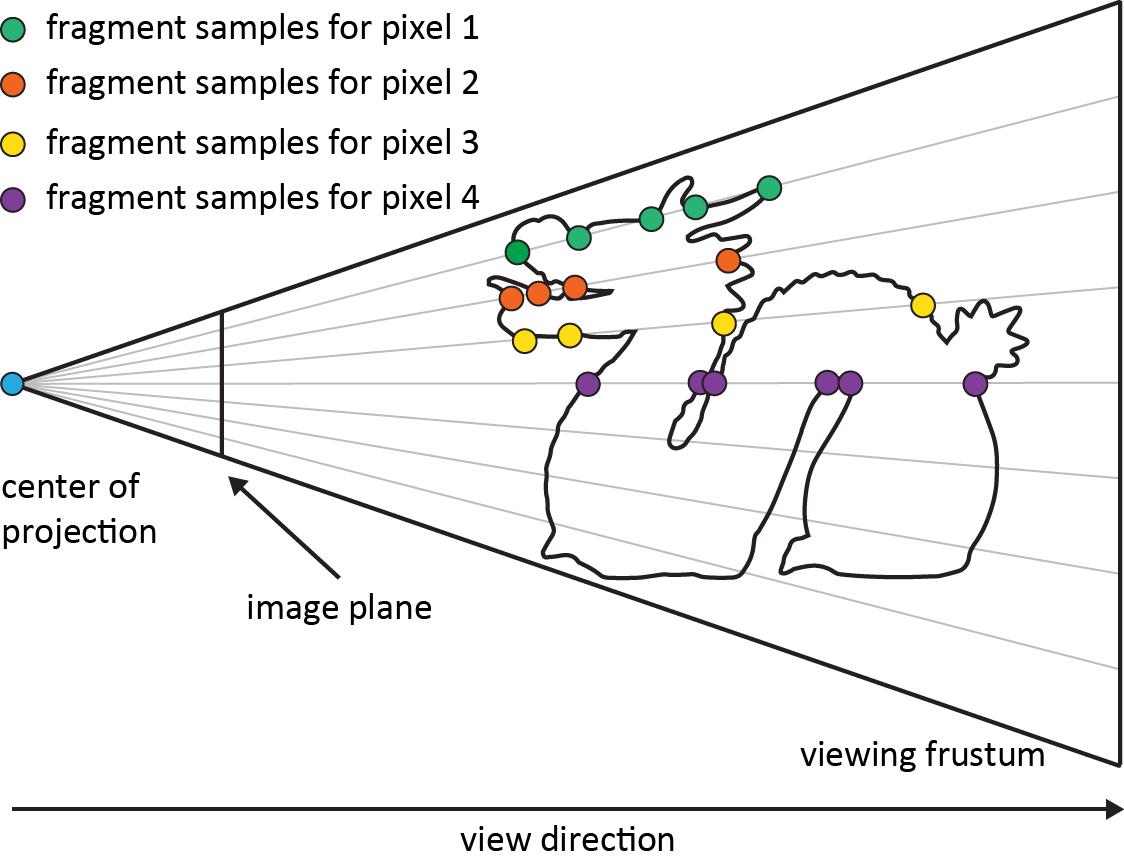 fragment samples for pixel 1
fragment samples for pixel 2
fragment samples for pixel 3
fragment samples for pixel 4
center of
projection
image plane
viewing frustum
view direction